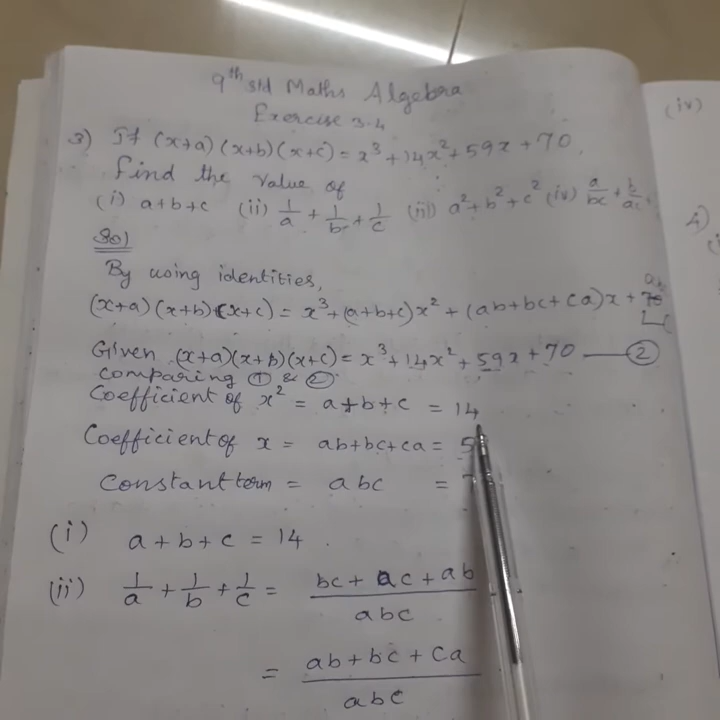 9th std Maths Algebra
Exercise 3.4
3) If (x+a)(x+b)(x+c) = x³+14x²+59x+70,
find the value of
(i) a+b+c (ii) 1/a + 1/b + 1/c (iii) a²+b²+c² (iv) a/bc + b/ac +
Sol
By using identities,
(x+a)(x+b)(x+c) = x³+(a+b+c)x²+(ab+bc+ca)x+
Given (x+a)(x+b)(x+c) = x³+14x²+59x+70 — ②
comparing ① & ②
Coefficient of x² = a+b+c = 14
Coefficient of x = ab+bc+ca = 5
Constant term = abc =
(i) a+b+c = 14.
(ii) 1/a + 1/b + 1/c = bc+ac+ab / abc
= ab+bc+ca / abc
(iv)
4)